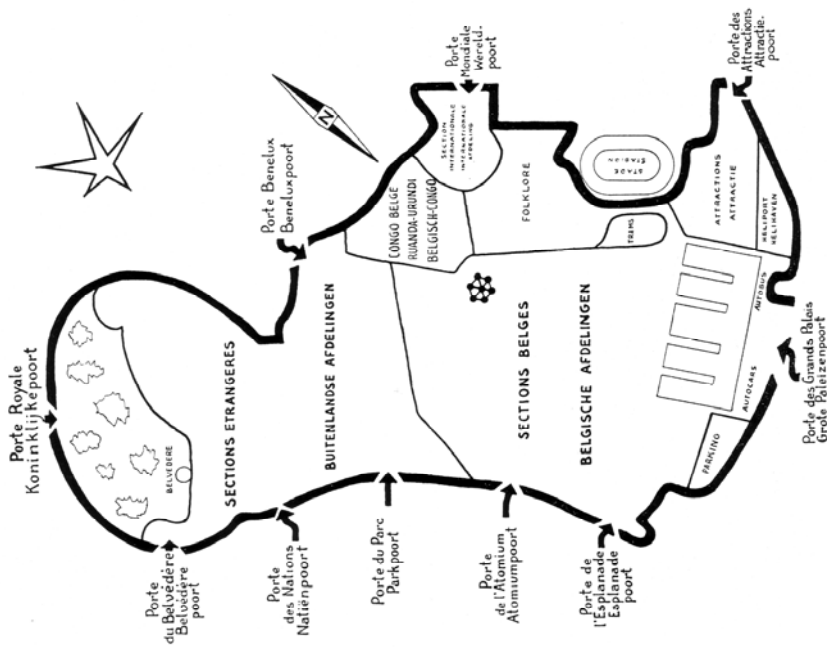 Porte Royale
Koninklijkepoort
Porte Benelux
Beneluxpoort
Porte
Mondiale
Wereld-
poort
Porte des
Attractions
Attractie-
poort
N
BELVÉDÈRE
SECTIONS ETRANGERES
BUITENLANDSE AFDELINGEN
CONGO BELGE
RUANDA-URUNDI
BELGISCH-CONGO
SECTION
INTERNATIONALE
INTERNATIONALE
AFDELING
FOLKLORE
STADE
STADION
TRAMS
ATTRACTIONS
ATTRACTIE
HELIPORT
HELIHAVEN
SECTIONS BELGES
BELGISCHE AFDELINGEN
AUTOBUS
AUTOCARS
PARKING
Porte
du Belvédère
Belvédère
poort
Porte
des Nations
Natiënpoort
Porte du Parc
Parkpoort
Porte
de l'Atomium
Atomiumpoort
Porte de
l'Esplanade
Esplanade
poort
Porte des Grands Palais
Grote Paleizenpoort